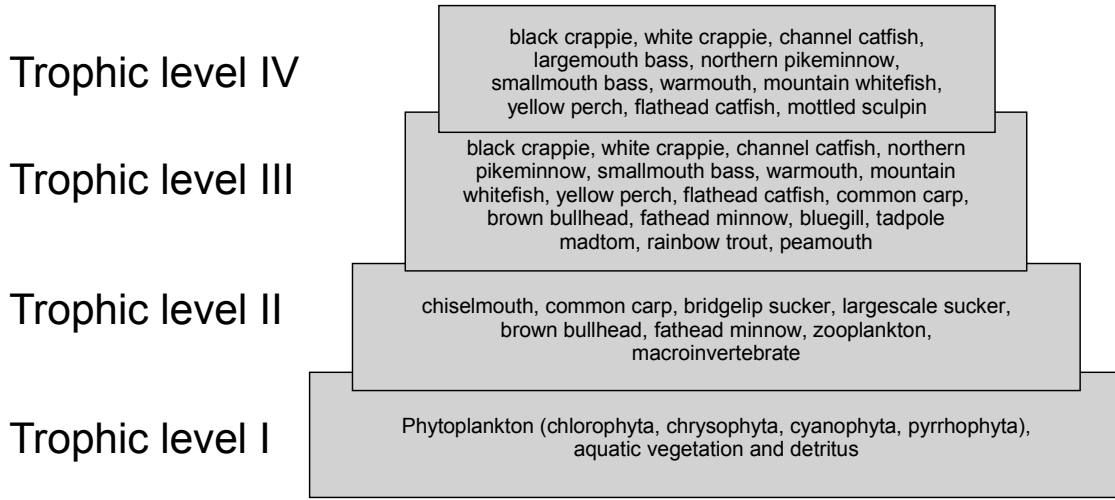 Trophic level IV
black crappie, white crappie, channel catfish,
largemouth bass, northern pikeminnow,
smallmouth bass, warmouth, mountain whitefish,
yellow perch, flathead catfish, mottled sculpin
Trophic level III
black crappie, white crappie, channel catfish, northern
pikeminnow, smallmouth bass, warmouth, mountain
whitefish, yellow perch, flathead catfish, common carp,
brown bullhead, fathead minnow, bluegill, tadpole
madtom, rainbow trout, peamouth
Trophic level II
chiselmouth, common carp, bridgelip sucker, largescale sucker,
brown bullhead, fathead minnow, zooplankton,
macroinvertebrate
Trophic level I
Phytoplankton (chlorophyta, chrysophyta, cyanophyta, pyrrhophyta),
aquatic vegetation and detritus